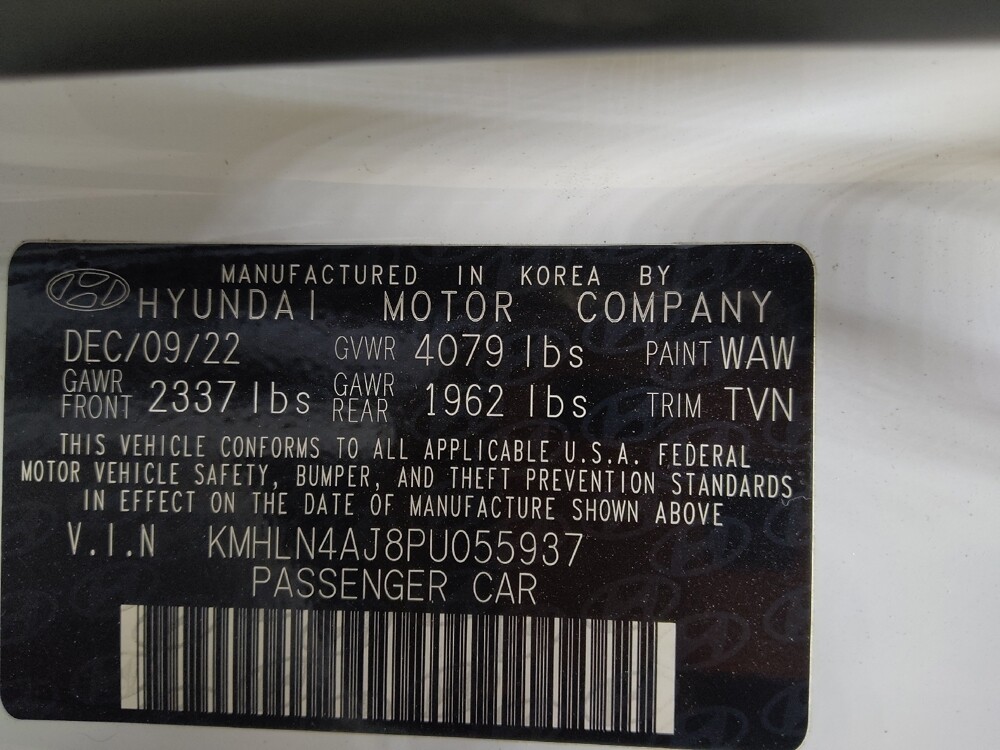 MANUFACTURED IN KOREA BY
HYUNDAI MOTOR COMPANY
DEC/09/22 GVWR 4079 lbs PAINT WAW
GAWR FRONT 2337 lbs GAWR REAR 1962 lbs TRIM TVN
THIS VEHICLE CONFORMS TO ALL APPLICABLE U.S.A. FEDERAL
MOTOR VEHICLE SAFETY, BUMPER, AND THEFT PREVENTION STANDARDS
IN EFFECT ON THE DATE OF MANUFACTURE SHOWN ABOVE
V.I.N KMHLN4AJ8PU055937
PASSENGER CAR